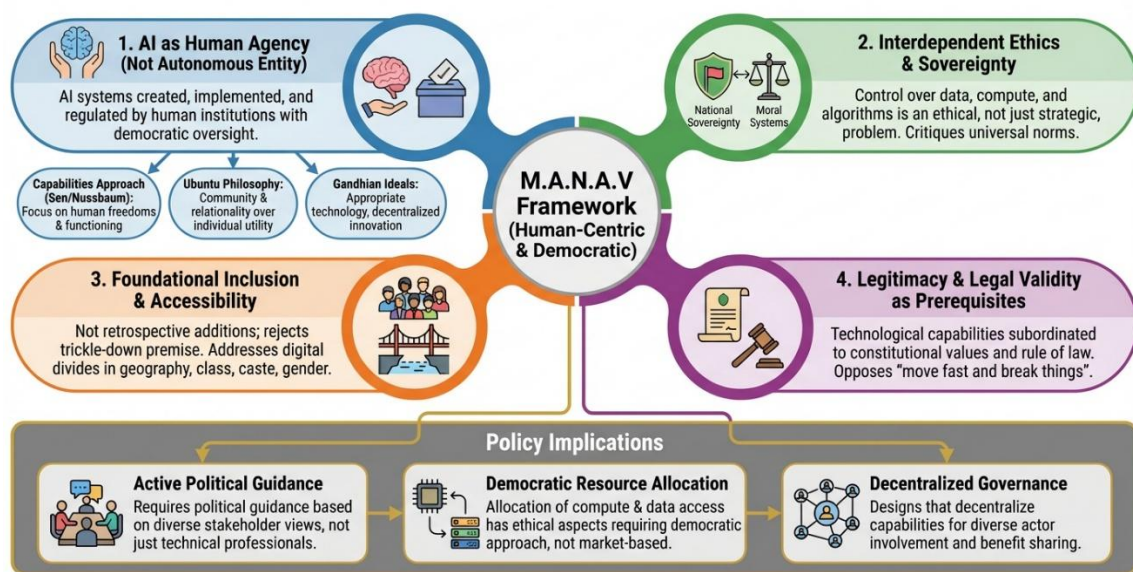 1. AI as Human Agency
(Not Autonomous Entity)
AI systems created, implemented, and
regulated by human institutions with
democratic oversight.
Capabilities Approach
(Sen/Nussbaum):
Focus on human freedoms
& functioning
Ubuntu Philosophy:
Community &
relationality over
individual utility
Gandhian Ideals:
Appropriate
technology, decentralized
innovation
2. Interdependent Ethics
& Sovereignty
National
Sovereignty
Moral
Systems
Control over data, compute, and
algorithms is an ethical, not just strategic,
problem. Critiques universal norms.
M.A.N.A.V
Framework
(Human-Centric
& Democratic)
3. Foundational Inclusion
& Accessibility
Not retrospective additions; rejects
trickle-down premise. Addresses digital
divides in geography, class, caste, gender.
4. Legitimacy & Legal Validity
as Prerequisites
Technological capabilities subordinated
to constitutional values and rule of law.
Opposes “move fast and break things”.
Policy Implications
Active Political Guidance
Requires political guidance based
on diverse stakeholder views, not
just technical professionals.
Democratic Resource Allocation
Allocation of compute & data access
has ethical aspects requiring democratic
approach, not market-based.
Decentralized Governance
Designs that decentralize
capabilities for diverse actor
involvement and benefit sharing.